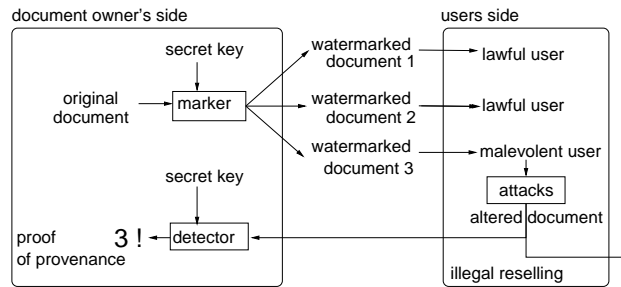 document owner's side
users side
secret key
original
document
marker
watermarked
document 1
lawful user
watermarked
document 2
lawful user
watermarked
document 3
malevolent user
attacks
altered document
secret key
detector
3 !
proof
of provenance
illegal reselling